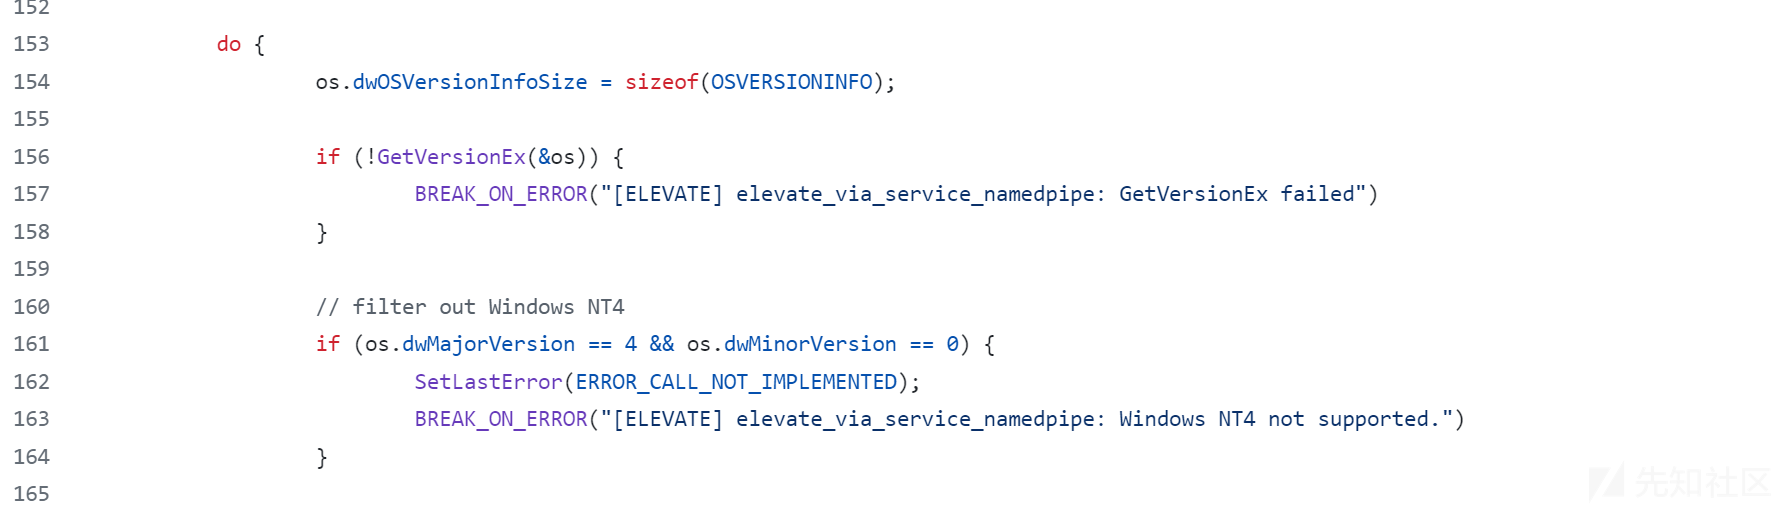 152
153 do {
154 os.dwOSVersionInfoSize = sizeof(OSVERSIONINFO);
155
156 if (!GetVersionEx(&os)) {
157 BREAK_ON_ERROR("[ELEVATE] elevate_via_service_namedpipe: GetVersionEx failed")
158 }
159
160 // filter out Windows NT4
161 if (os.dwMajorVersion == 4 && os.dwMinorVersion == 0) {
162 SetLastError(ERROR_CALL_NOT_IMPLEMENTED);
163 BREAK_ON_ERROR("[ELEVATE] elevate_via_service_namedpipe: Windows NT4 not supported.")
164 }
165
先知社区